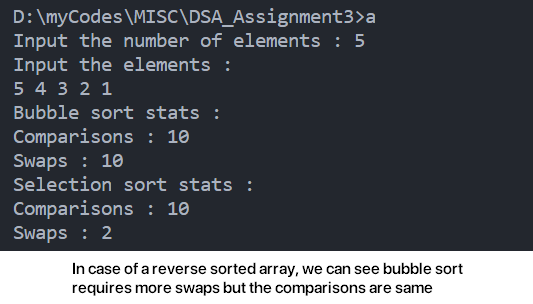 D:\myCodes\MISC\DSA_Assignment3>a
Input the number of elements : 5
Input the elements :
5 4 3 2 1
Bubble sort stats :
Comparisons : 10
Swaps : 10
Selection sort stats :
Comparisons : 10
Swaps : 2
In case of a reverse sorted array, we can see bubble sort
requires more swaps but the comparisons are same